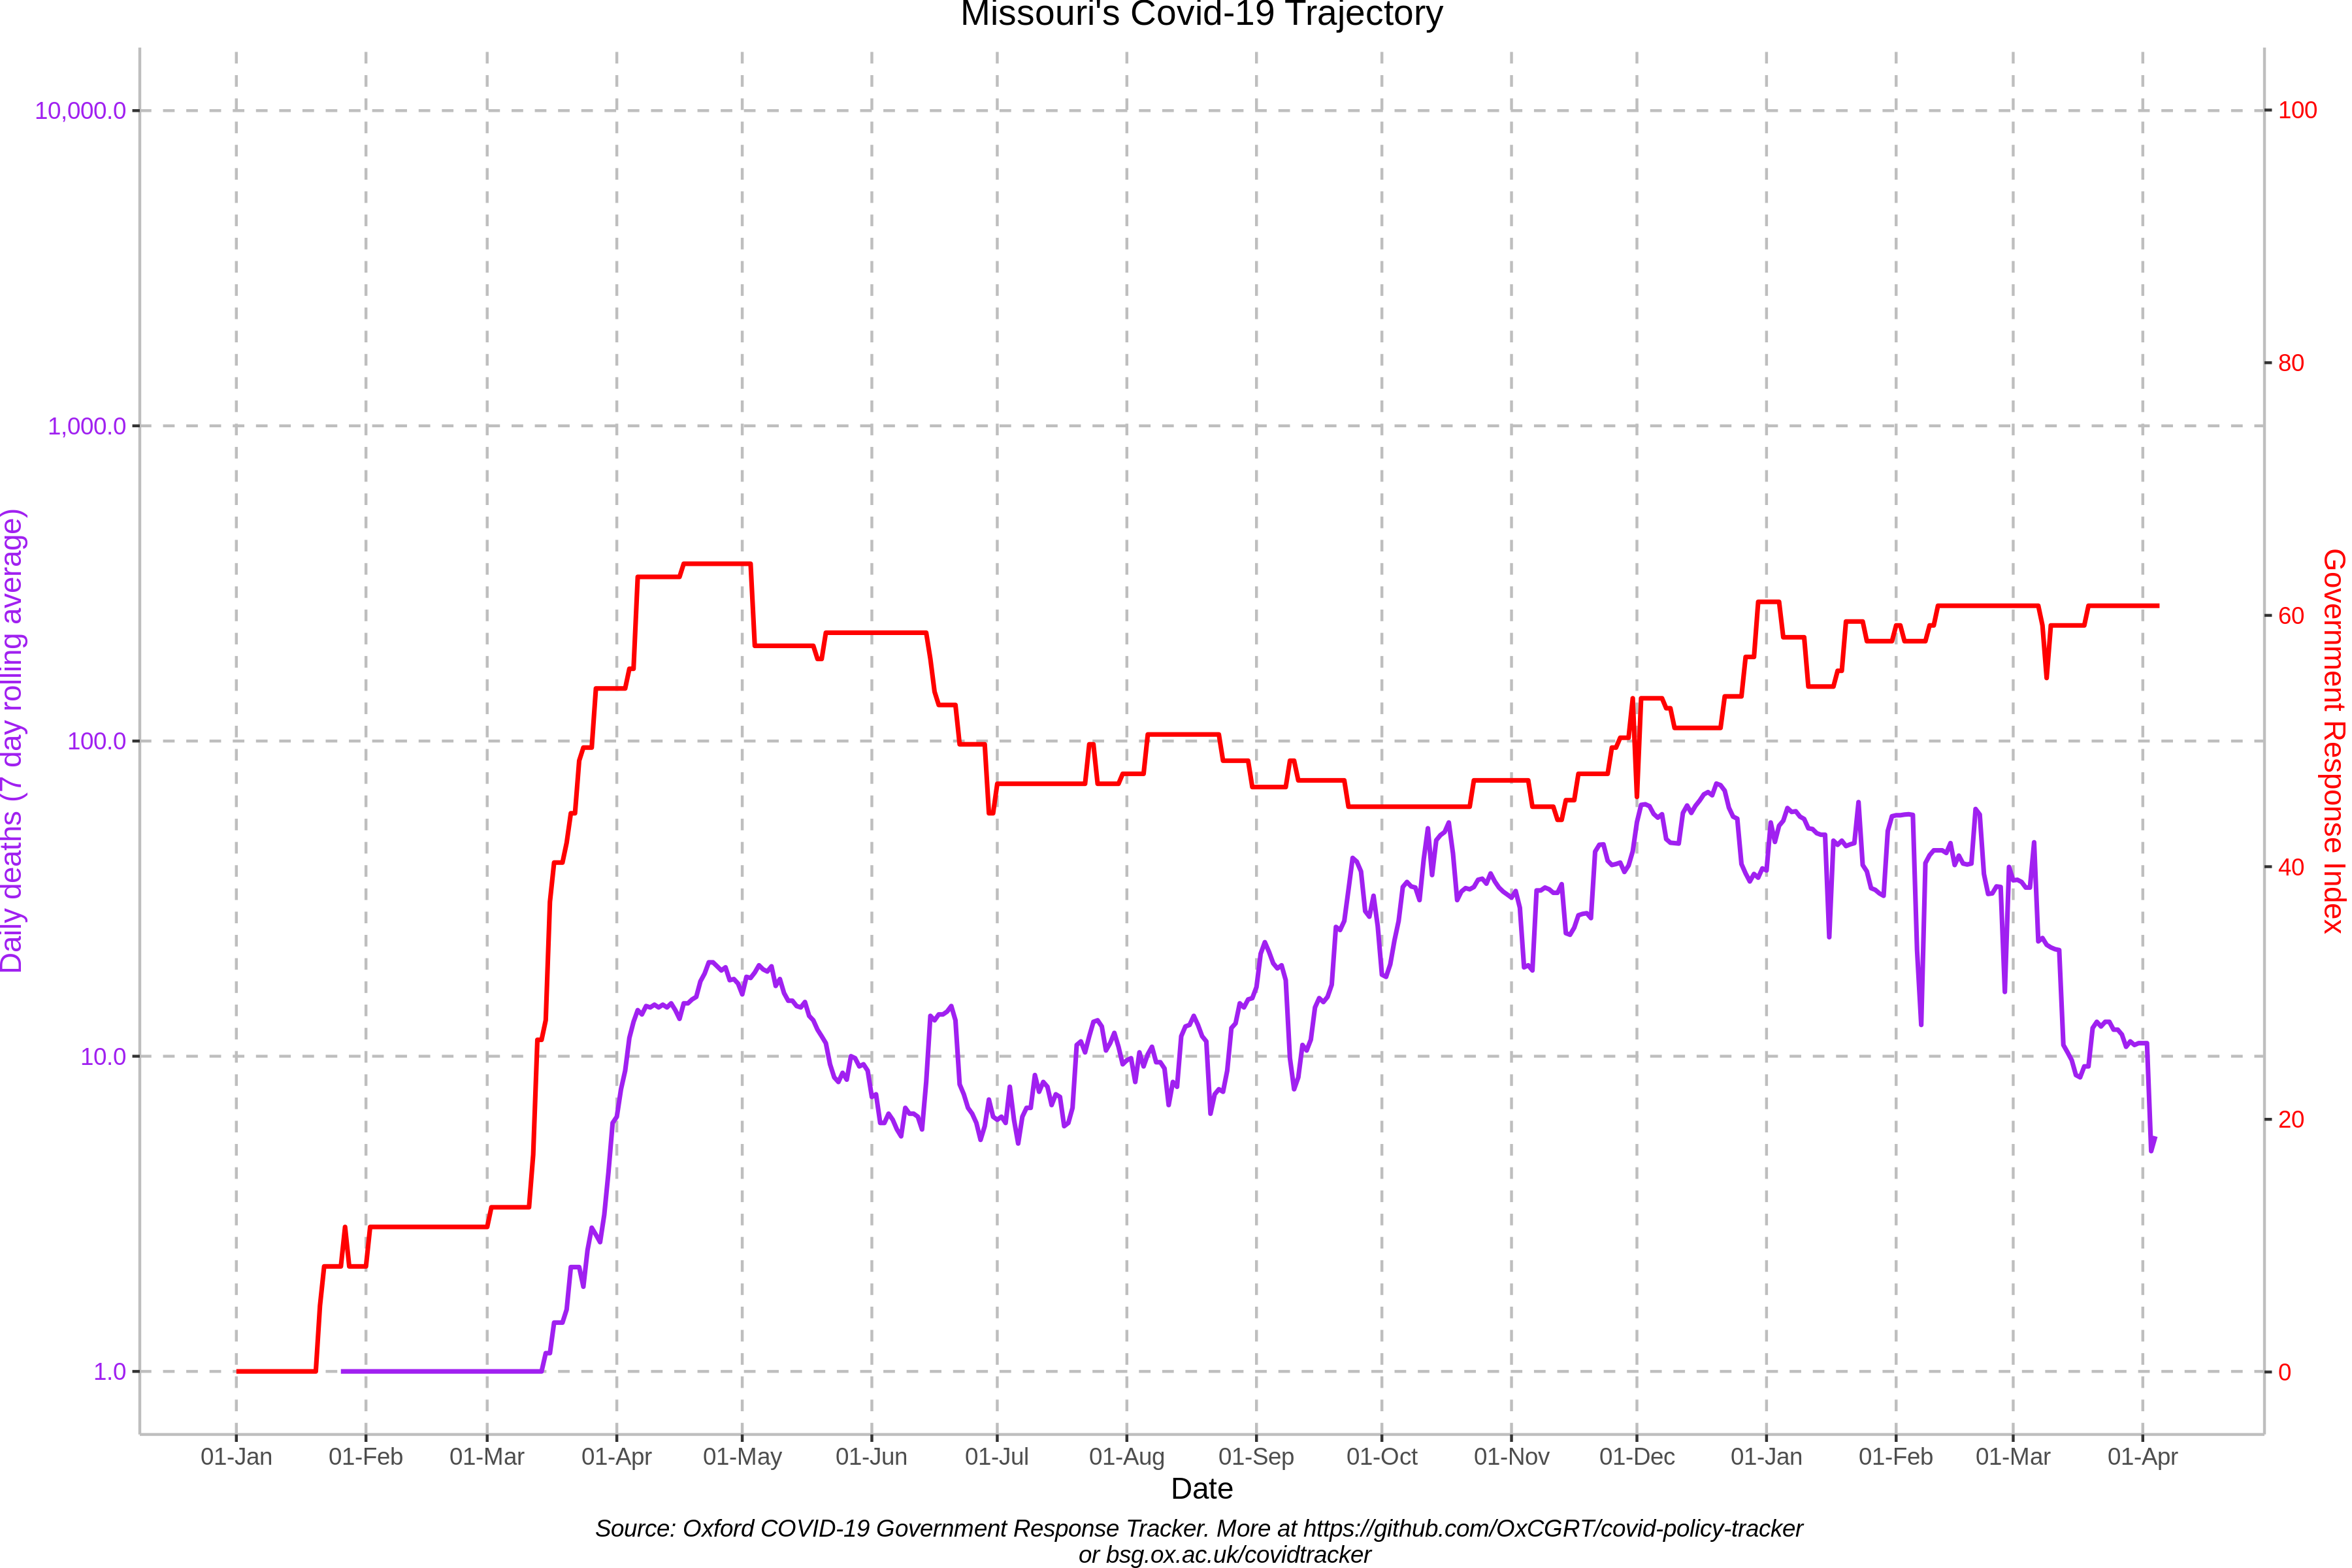 Missouri's Covid-19 Trajectory
10,000.0
1,000.0
100.0
10.0
1.0
Daily deaths (7 day rolling average)
100
80
60
40
20
0
Government Response Index
01-Jan 01-Feb 01-Mar 01-Apr 01-May 01-Jun 01-Jul 01-Aug 01-Sep 01-Oct 01-Nov 01-Dec 01-Jan 01-Feb 01-Mar 01-Apr
Date
Source: Oxford COVID-19 Government Response Tracker. More at https://github.com/OxCGRT/covid-policy-tracker
or bsg.ox.ac.uk/covidtracker